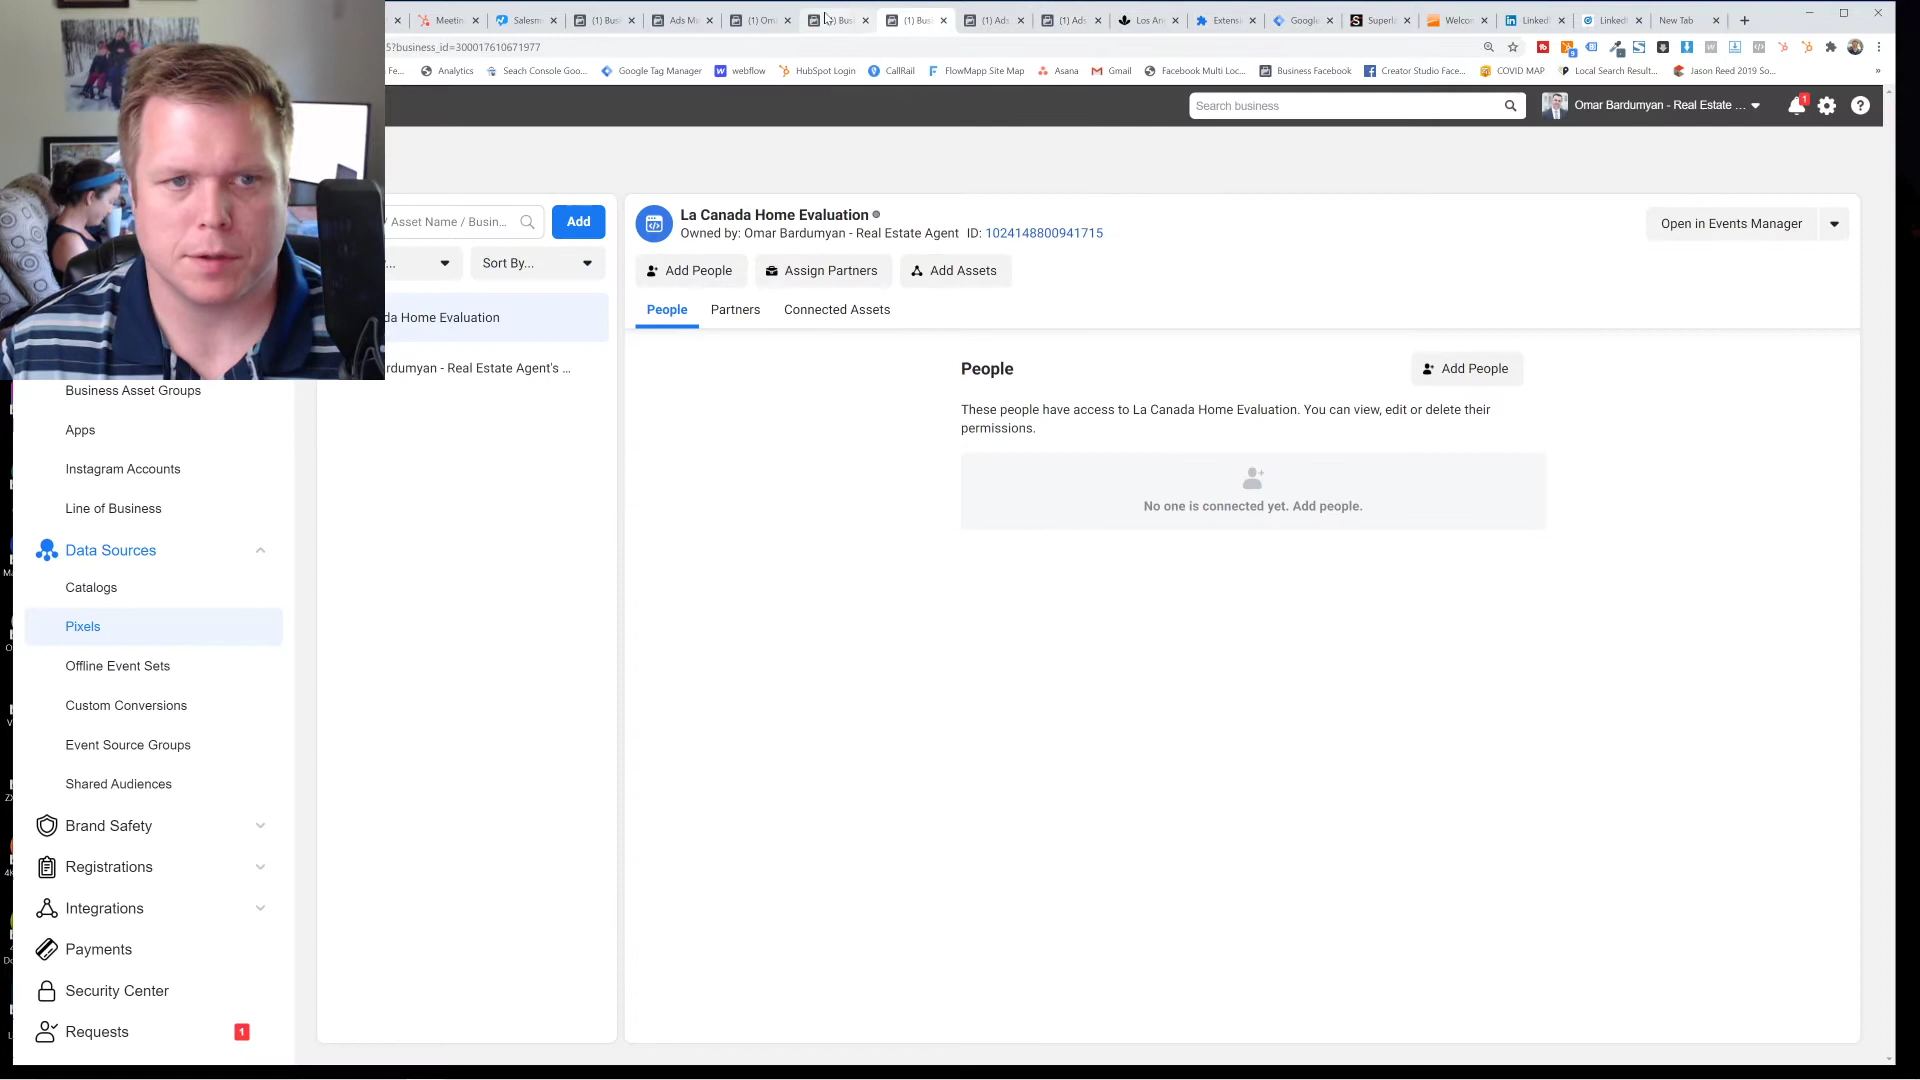 Meetin
Salesm
(1) Bus
Ads M
(1) Om
(1) Bus
(1) Ads
(1) Ads
Los An
Extens
Google
Superl
Welcon
LinkedI
LinkedI
New Tab
5?business_id=300017610671977
Fe...
Analytics
Seach Console Goo...
Google Tag Manager
webflow
HubSpot Login
CallRail
FlowMapp Site Map
Asana
Gmail
Facebook Multi Loc...
Business Facebook
Creator Studio Face...
COVID MAP
Local Search Result...
Jason Reed 2019 So...
Search business
Omar Bardumyan - Real Estate ...
1
/ Asset Name / Busin...
Add
...
Sort By...
da Home Evaluation
rdumyan - Real Estate Agent's ...
La Canada Home Evaluation
Owned by: Omar Bardumyan - Real Estate Agent ID: 1024148800941715
Open in Events Manager
Add People
Assign Partners
Add Assets
People
Partners
Connected Assets
People
Add People
These people have access to La Canada Home Evaluation. You can view, edit or delete their
permissions.
No one is connected yet. Add people.
Business Asset Groups
Apps
Instagram Accounts
Line of Business
Data Sources
Catalogs
Pixels
Offline Event Sets
Custom Conversions
Event Source Groups
Shared Audiences
Brand Safety
Registrations
Integrations
Payments
Security Center
Requests
1